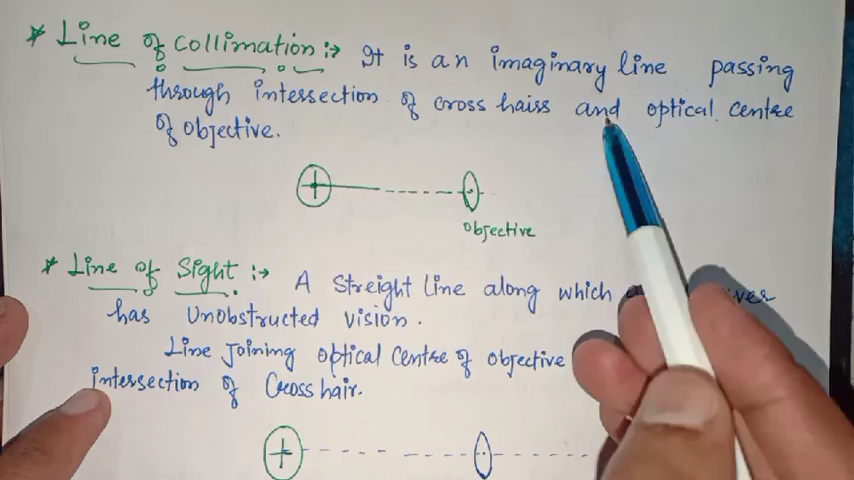 * Line of Collimation :→ It is an imaginary line passing
through intersection of cross hairs and optical centre
of objective.
objective
* Line of Sight :→ A Streight line along which
has unobstructed vision.
Line Joining optical Centre of objective
intersection of Cross hair.